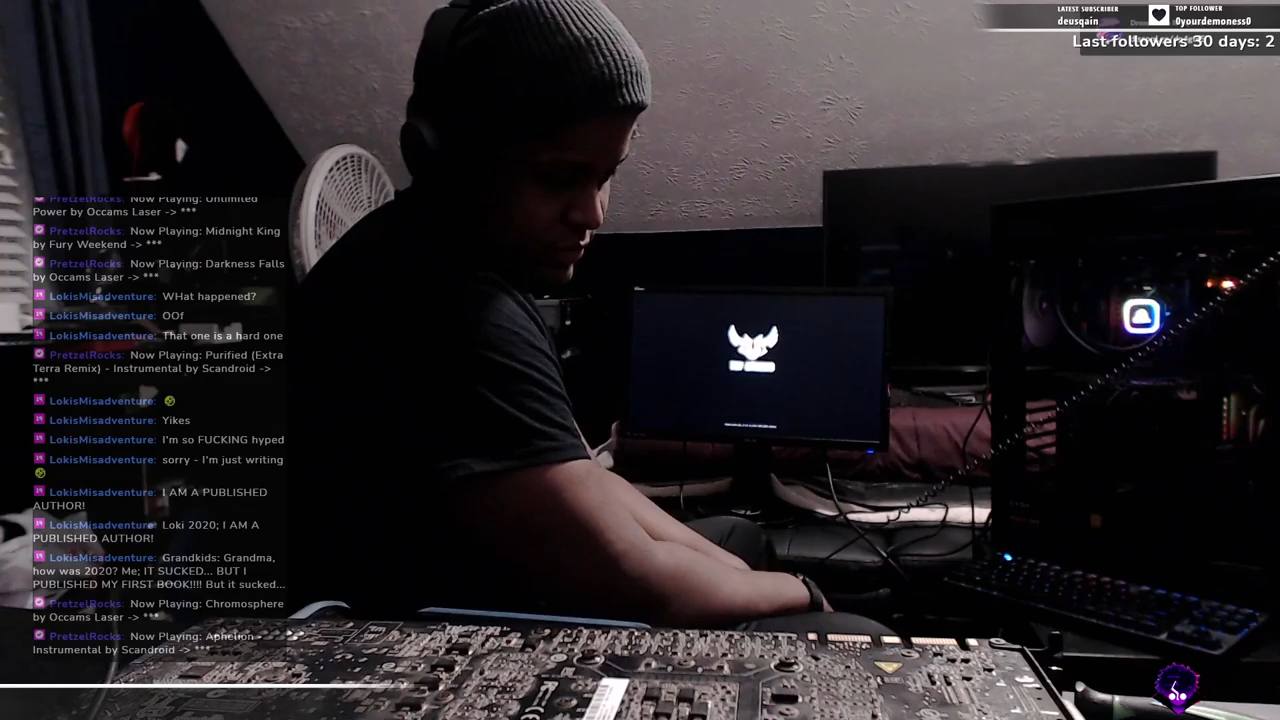 LATEST SUBSCRIBER
deusqain
TOP FOLLOWER
0yourdemoness0
Last followers 30 days: 2
PretzelRocks: Now Playing: Unlimited
Power by Occams Laser -> ***
PretzelRocks: Now Playing: Midnight King
by Fury Weekend -> ***
PretzelRocks: Now Playing: Darkness Falls
by Occams Laser -> ***
LokisMisadventure: WHat happened?
LokisMisadventure: OOf
LokisMisadventure: That one is a hard one
PretzelRocks: Now Playing: Purified (Extra
Terra Remix) - Instrumental by Scandroid ->
***
LokisMisadventure:
LokisMisadventure: Yikes
LokisMisadventure: I'm so FUCKING hyped
LokisMisadventure: sorry - I'm just writing
LokisMisadventure: I AM A PUBLISHED
AUTHOR!
LokisMisadventure: Loki 2020; I AM A
PUBLISHED AUTHOR!
LokisMisadventure: Grandkids: Grandma,
how was 2020? Me; IT SUCKED... BUT I
PUBLISHED MY FIRST BOOK!!!! But it sucked...
PretzelRocks: Now Playing: Chromosphere
by Occams Laser -> ***
PretzelRocks: Now Playing: Aphelion -
Instrumental by Scandroid -> ***